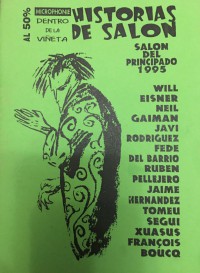 AL 50%
MICROPHONIE
DENTRO
DE LA
VIÑETA
HISTORIAS
DE SALON
SALON
DEL
PRINCIPADO
1995
WILL
EISNER
NEIL
GAIMAN
JAVI
RODRIGUEZ
FEDE
DEL BARRIO
RUBEN
PELLEJERO
JAIME
HERNANDEZ
TOMEU
SEGUI
XUASUS
FRANÇOIS
BOUCQ